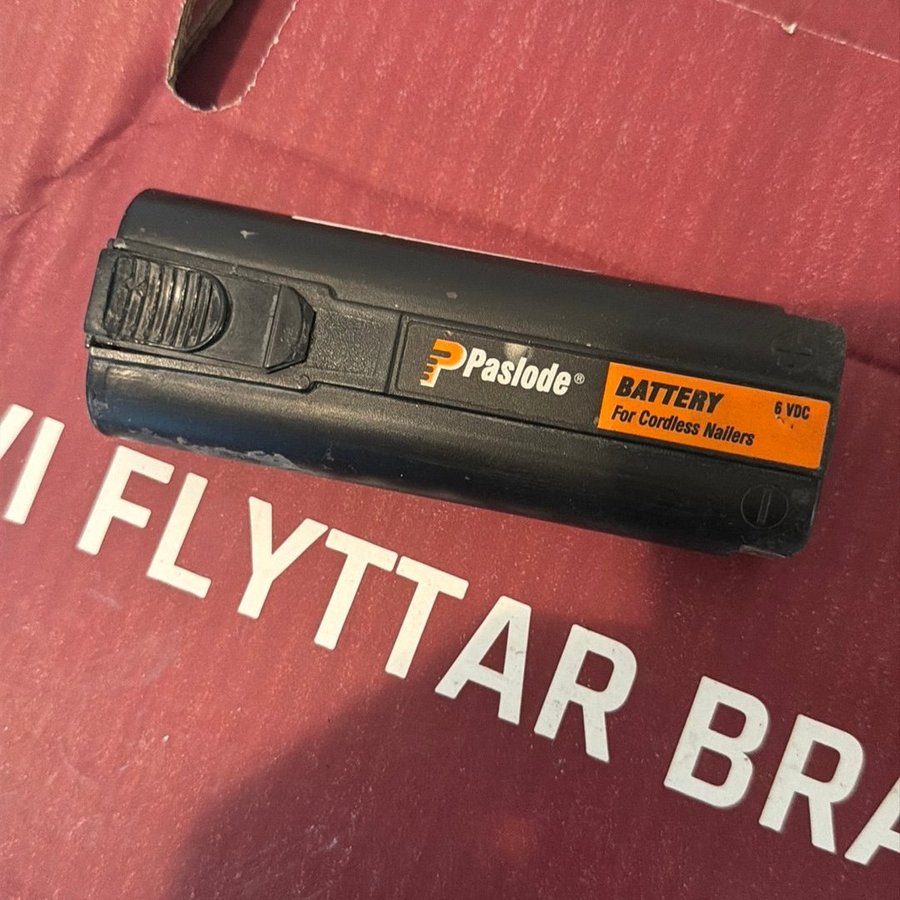 Paslode®
BATTERY 6 VDC
For Cordless Nailers
VI FLYTTAR BRA